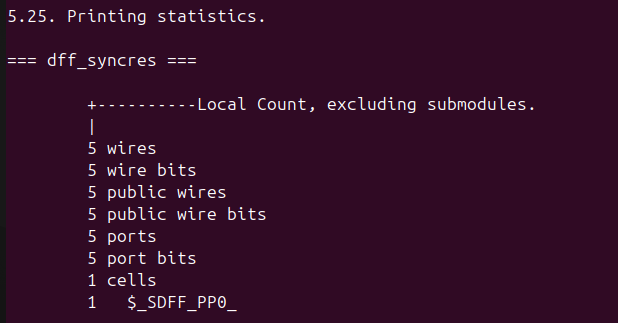 5.25. Printing statistics.

=== dff_syncres ===

        +----------Local Count, excluding submodules.
        |
        5 wires
        5 wire bits
        5 public wires
        5 public wire bits
        5 ports
        5 port bits
        1 cells
        1   $_SDFF_PP0_